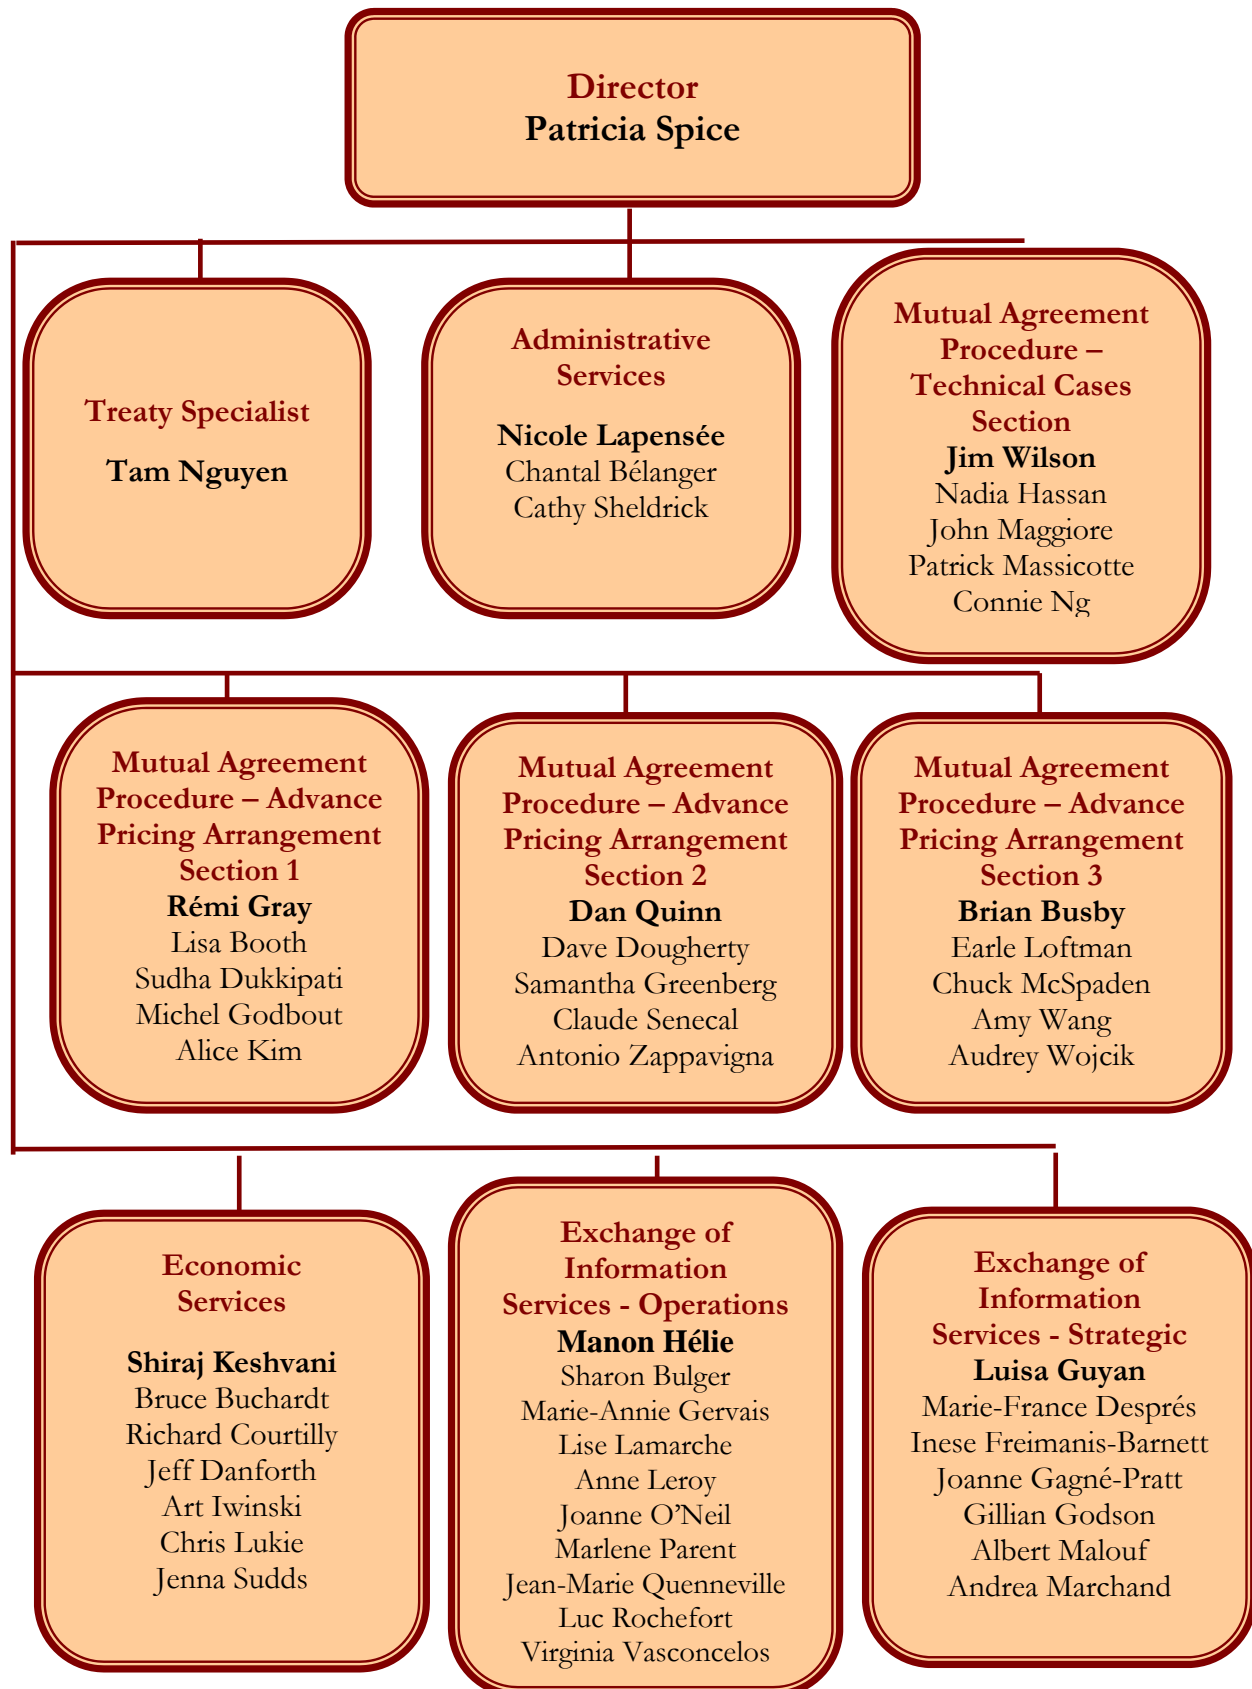 Director
Patricia Spice
Treaty Specialist
Tam Nguyen
Administrative
Services
Nicole Lapensée
Chantal Bélanger
Cathy Sheldrick
Mutual Agreement
Procedure –
Technical Cases
Section
Jim Wilson
Nadia Hassan
John Maggiore
Patrick Massicotte
Connie Ng
Mutual Agreement
Procedure – Advance
Pricing Arrangement
Section 1
Rémi Gray
Lisa Booth
Sudha Dukkipati
Michel Godbout
Alice Kim
Mutual Agreement
Procedure – Advance
Pricing Arrangement
Section 2
Dan Quinn
Dave Dougherty
Samantha Greenberg
Claude Senecal
Antonio Zappavigna
Mutual Agreement
Procedure – Advance
Pricing Arrangement
Section 3
Brian Busby
Earle Loftman
Chuck McSpaden
Amy Wang
Audrey Wojcik
Economic
Services
Shiraj Keshvani
Bruce Buchardt
Richard Courtilly
Jeff Danforth
Art Iwinski
Chris Lukie
Jenna Sudds
Exchange of
Information
Services - Operations
Manon Hélie
Sharon Bulger
Marie-Annie Gervais
Lise Lamarche
Anne Leroy
Joanne O’Neil
Marlene Parent
Jean-Marie Quenneville
Luc Rochefort
Virginia Vasconcelos
Exchange of
Information
Services - Strategic
Luisa Guyan
Marie-France Després
Inese Freimanis-Barnett
Joanne Gagné-Pratt
Gillian Godson
Albert Malouf
Andrea Marchand